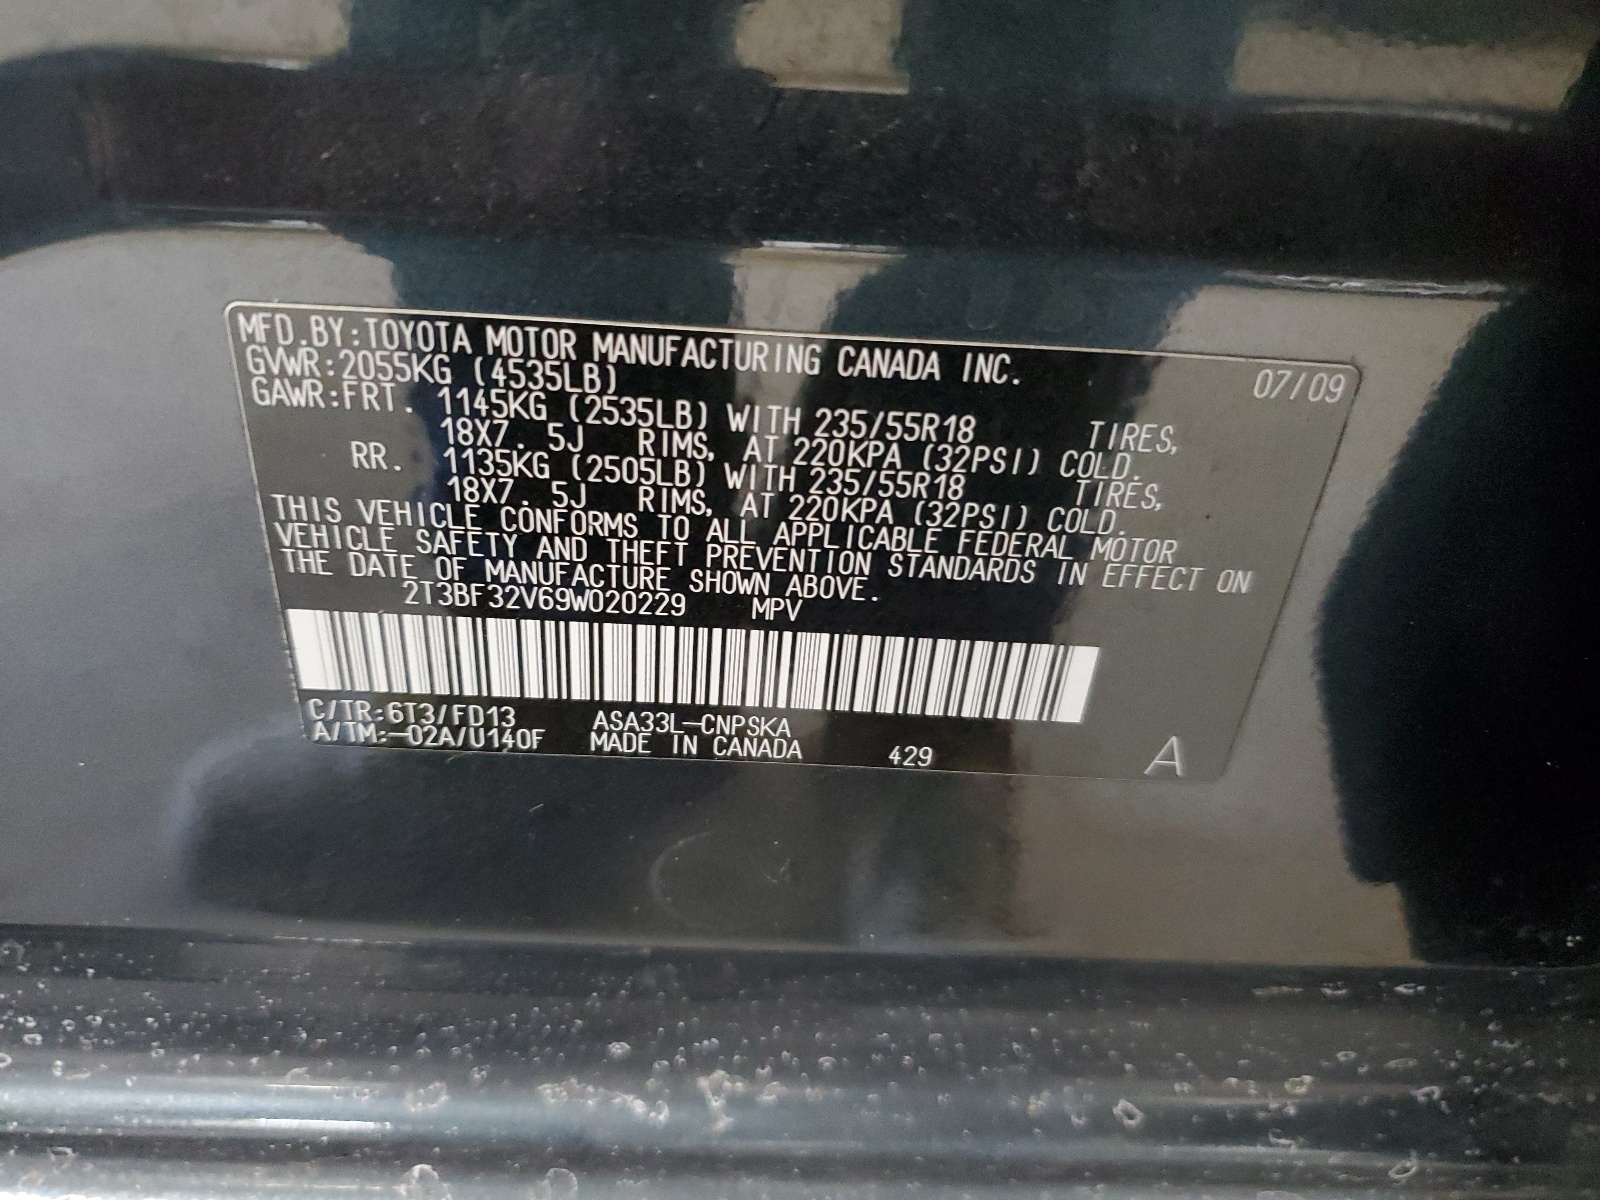 MFD.BY:TOYOTA MOTOR MANUFACTURING CANADA INC. 07/09
GVWR:2055KG (4535LB)
GAWR:FRT. 1145KG (2535LB) WITH 235/55R18 TIRES,
18X7.5J RIMS, AT 220KPA (32PSI) COLD.
RR. 1135KG (2505LB) WITH 235/55R18 TIRES,
18X7.5J RIMS, AT 220KPA (32PSI) COLD.
THIS VEHICLE CONFORMS TO ALL APPLICABLE FEDERAL MOTOR
VEHICLE SAFETY AND THEFT PREVENTION STANDARDS IN EFFECT ON
THE DATE OF MANUFACTURE SHOWN ABOVE.
2T3BF32V69W020229 MPV
C/TR:6T3/FD13 ASA33L-CNPSKA
A/TM:-02A/U140F MADE IN CANADA 429 A